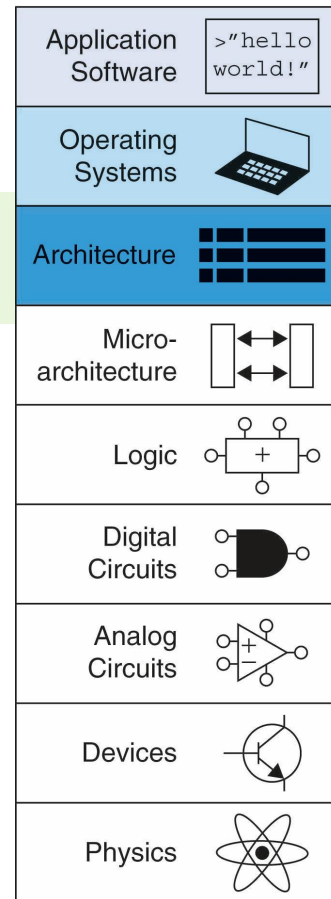 Application
Software
>"hello
world!"
Operating
Systems
Architecture
Micro-
architecture
Logic
+
Digital
Circuits
Analog
Circuits
+
−
Devices
Physics